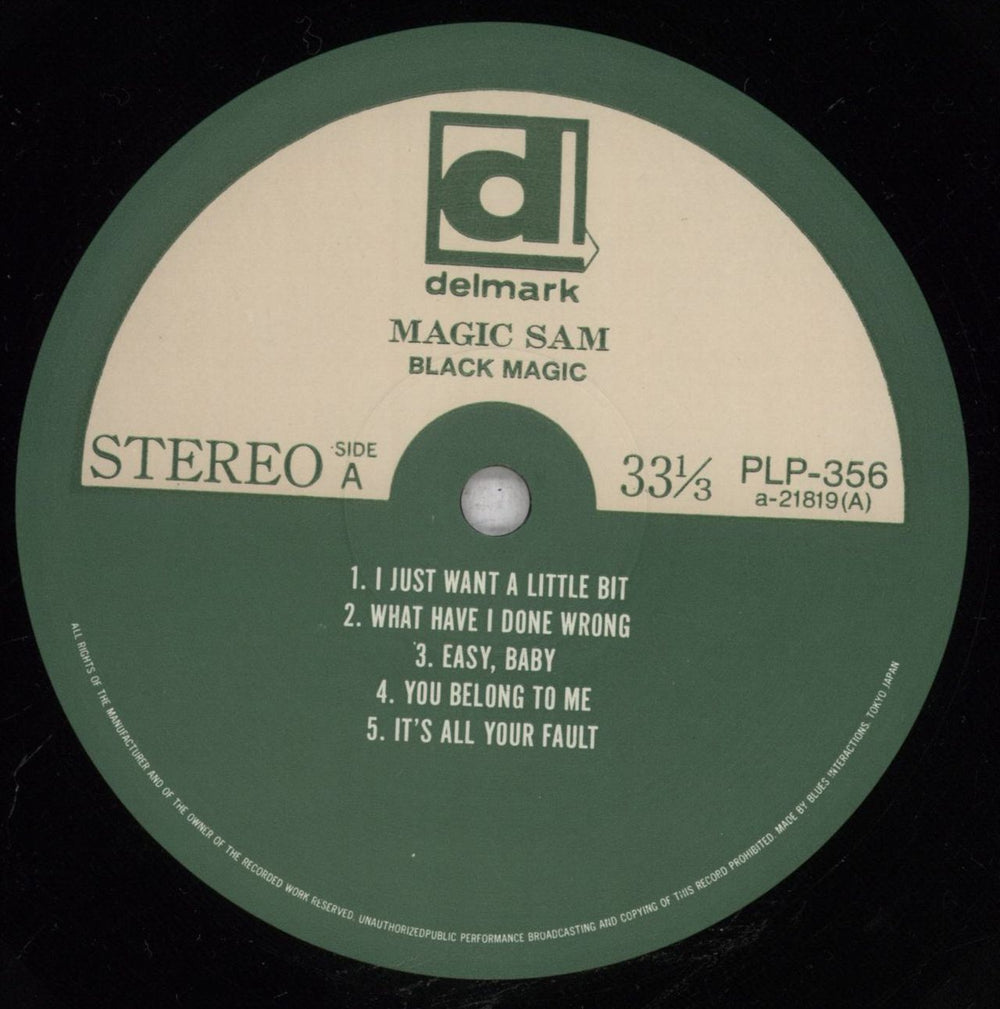 d
delmark
MAGIC SAM
BLACK MAGIC
STEREO SIDE A
33⅓ PLP-356
a-21819(A)
1. I JUST WANT A LITTLE BIT
2. WHAT HAVE I DONE WRONG
3. EASY, BABY
4. YOU BELONG TO ME
5. IT'S ALL YOUR FAULT
ALL RIGHTS OF THE MANUFACTURER AND OF THE OWNER OF THE RECORDED WORK RESERVED. UNAUTHORIZEDPUBLIC PERFORMANCE BROADCASTING AND COPYING OF THIS RECORD PROHIBITED. MADE BY BLUES INTERACTIONS. TOKYO JAPAN